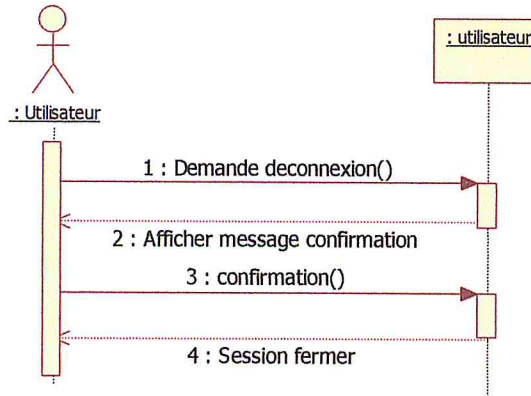 : utilisateur
: Utilisateur
1 : Demande deconnexion()
2 : Afficher message confirmation
3 : confirmation()
4 : Session fermer